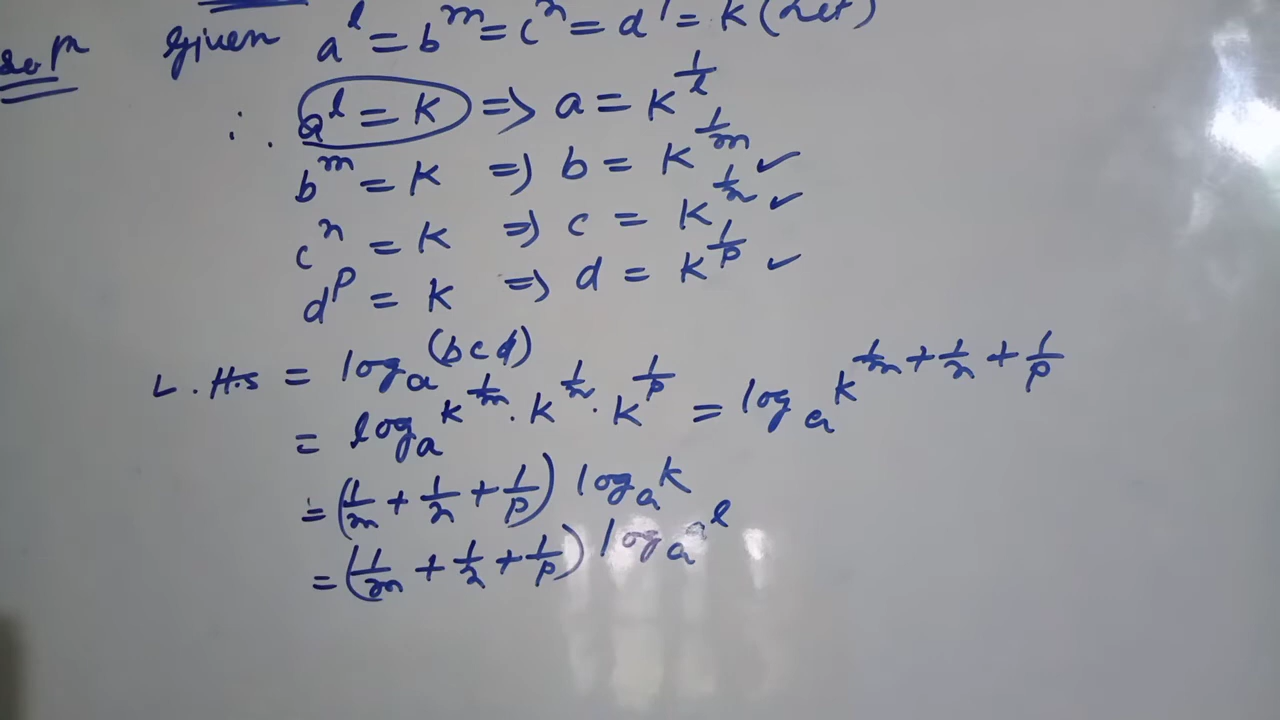 Soln Given a^l = b^m = c^n = d^p = K (Let)
∴ a^l = K ⇒ a = K^(1/l)
b^m = K ⇒ b = K^(1/m) ✓
c^n = K ⇒ c = K^(1/n) ✓
d^p = K ⇒ d = K^(1/p) ✓
L.H.S = log_a (bcd)
= log_a K^(1/m) . K^(1/n) . K^(1/p) = log_a K^(1/m + 1/n + 1/p)
= (1/m + 1/n + 1/p) log_a K
= (1/m + 1/n + 1/p) log_a a^l